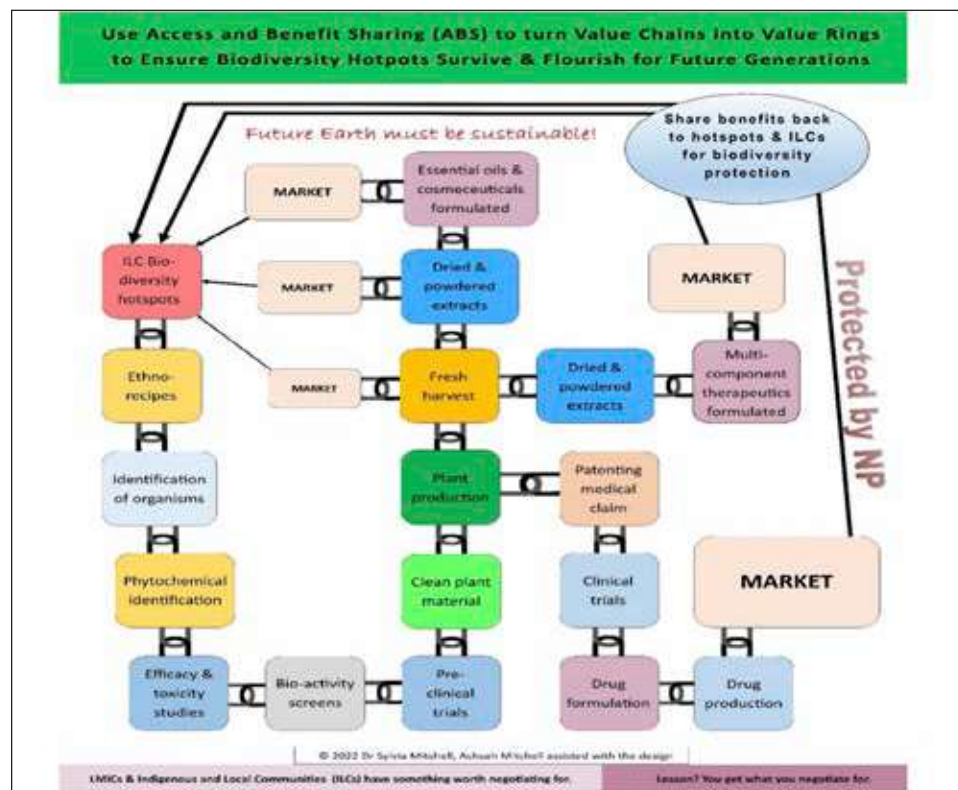 Use Access and Benefit Sharing (ABS) to turn Value Chains into Value Rings
to Ensure Biodiversity Hotpots Survive & Flourish for Future Generations
Future Earth must be sustainable!
Share benefits back
to hotspots & ILCs
for biodiversity
protection
MARKET
Essential oils &
cosmoceuticals
formulated
ILC Bio-
diversity
hotspots
MARKET
Dried &
powdered
extracts
MARKET
Protected by NP
Ethno-
recipes
MARKET
Fresh
harvest
Dried &
powdered
extracts
Multi-
component
therapeutics
formulated
Identification
of organisms
Plant
production
Patenting
medical
claim
Phytochemical
identification
Clean plant
material
Clinical
trials
MARKET
Efficacy &
toxicity
studies
Bio-activity
screens
Pre-
clinical
trials
Drug
formulation
Drug
production
© 2022 Dr Sylvia Mitchell, Achuah Mitchell assisted with the design
LMICs & Indigenous and Local Communities (ILCs) have something worth negotiating for.
Lesson? You get what you negotiate for.